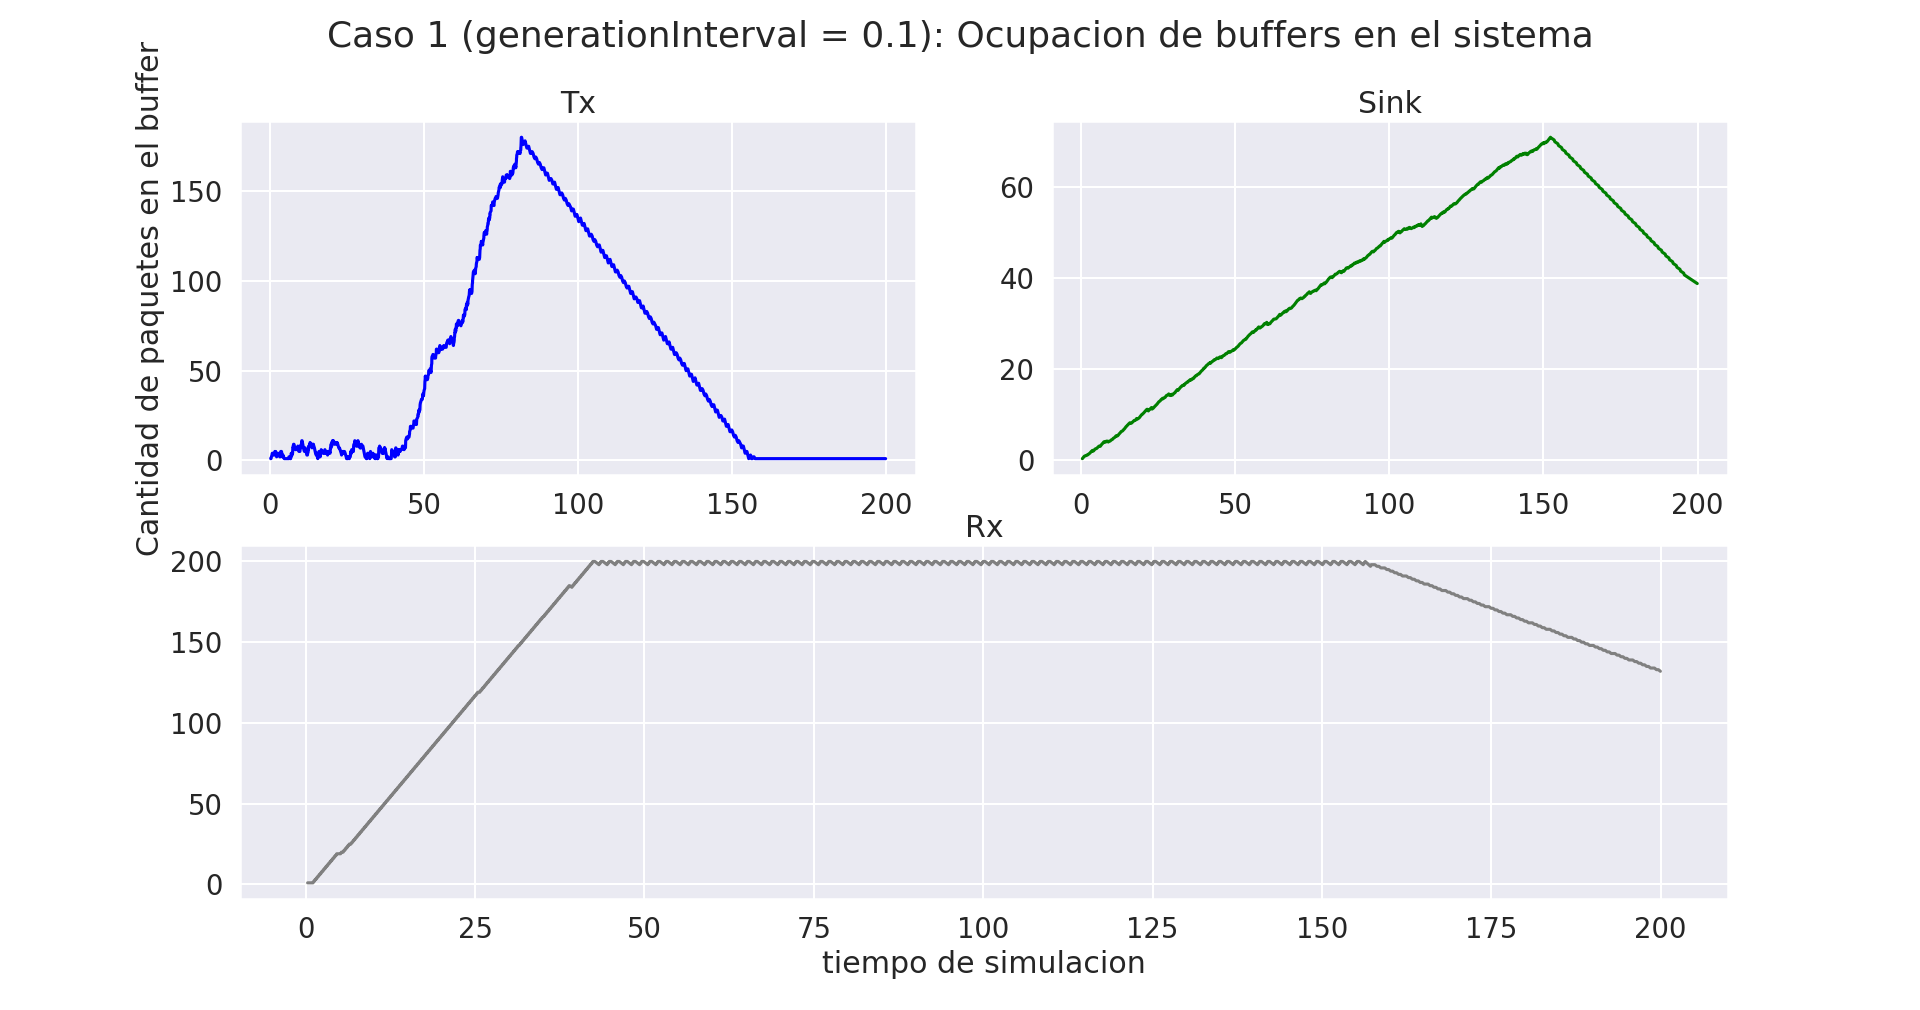 Caso 1 (generationInterval = 0.1): Ocupacion de buffers en el sistema
Cantidad de paquetes en el buffer
Tx
150
100
50
0
0 50 100 150 200
Sink
60
40
20
0
0 50 100 150 200
Rx
200
150
100
50
0
0 25 50 75 100 125 150 175 200
tiempo de simulacion